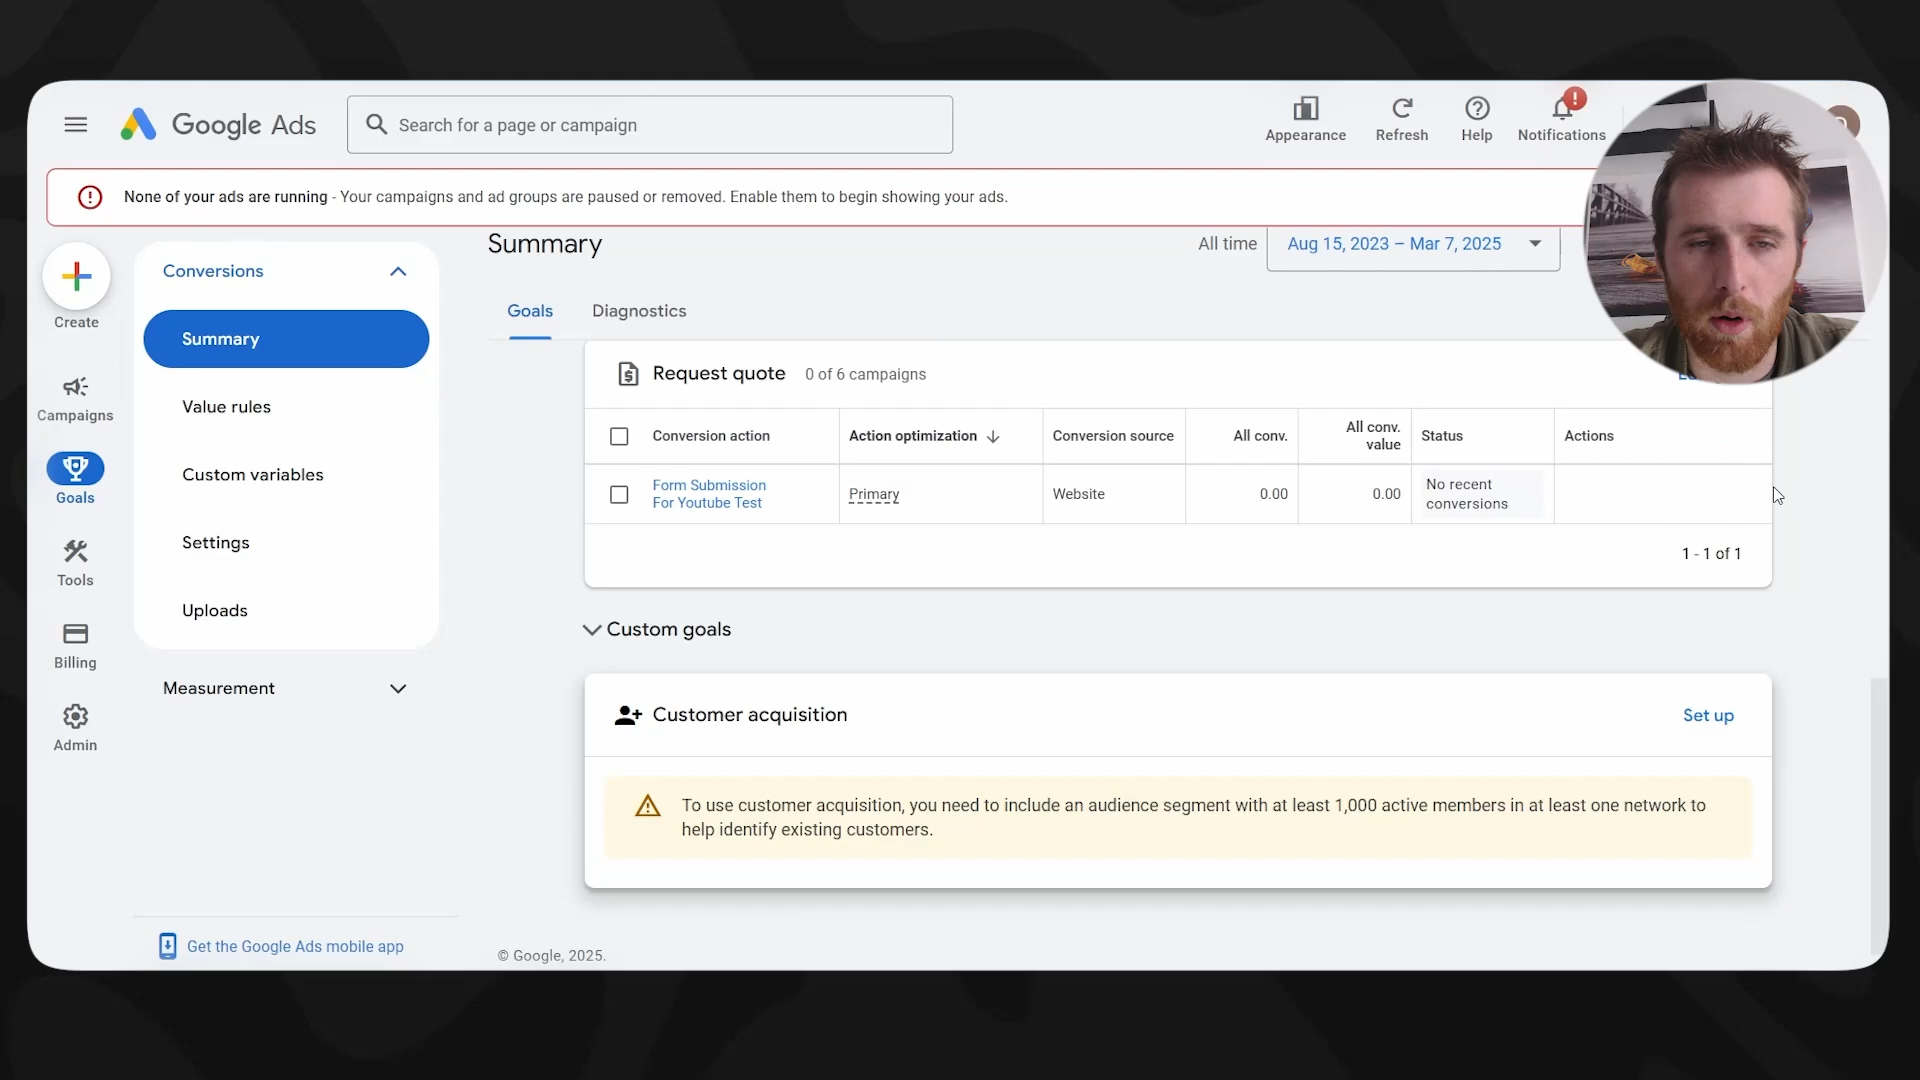 Google Ads
Search for a page or campaign
Appearance
Refresh
Help
Notifications
None of your ads are running - Your campaigns and ad groups are paused or removed. Enable them to begin showing your ads.
Create
Campaigns
Goals
Tools
Billing
Admin
Conversions
Summary
Value rules
Custom variables
Settings
Uploads
Measurement
Get the Google Ads mobile app
Summary
All time
Aug 15, 2023 – Mar 7, 2025
Goals
Diagnostics
Request quote
0 of 6 campaigns
Conversion action
Action optimization
Conversion source
All conv.
All conv.
value
Status
Actions
Form Submission
For Youtube Test
Primary
Website
0.00
0.00
No recent
conversions
1 - 1 of 1
Custom goals
Customer acquisition
Set up
To use customer acquisition, you need to include an audience segment with at least 1,000 active members in at least one network to
help identify existing customers.
© Google, 2025.